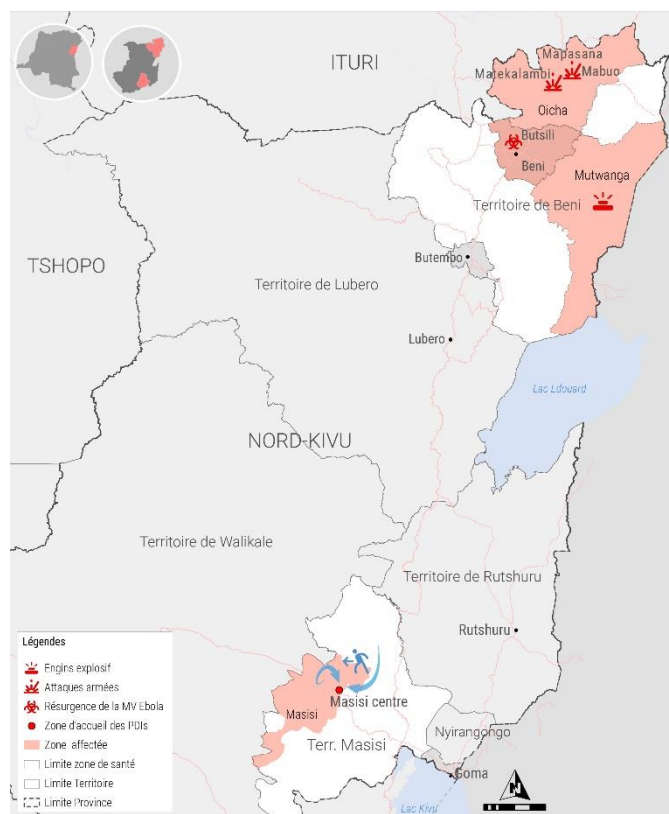 ITURI
Mapasana
Matekalambi
Mabuo
Oicha
Butsili
Beni
Mutwanga
Territoire de Beni
TSHOPO
Butembo
Territoire de Lubero
Lubero
Lac Ldouard
NORD-KIVU
Territoire de Walikale
Territoire de Rutshuru
Rutshuru
Masisi centre
Masisi
Terr. Masisi
Nyirangongo
Goma
Lac Kivu
N
Légendes
Engins explosif
Attaques armées
Résurgence de la MV Ebola
Zone d'accueil des PDIs
Zone affectée
Limite zone de santé
Limite Territoire
Limite Province